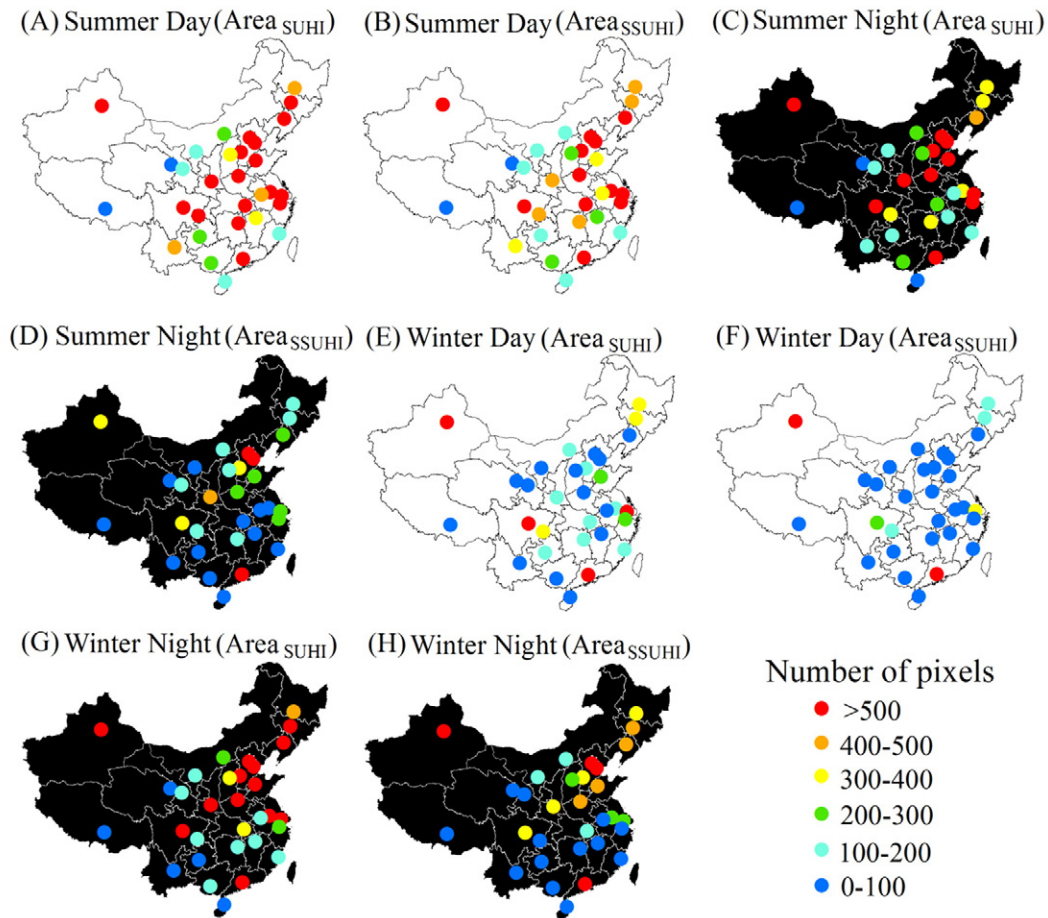 (A) Summer Day (Area SUHI)
(B) Summer Day (Area SSUHI)
(C) Summer Night (Area SUHI)
(D) Summer Night (Area SSUHI)
(E) Winter Day (Area SUHI)
(F) Winter Day (Area SSUHI)
(G) Winter Night (Area SUHI)
(H) Winter Night (Area SSUHI)
Number of pixels
>500
400-500
300-400
200-300
100-200
0-100